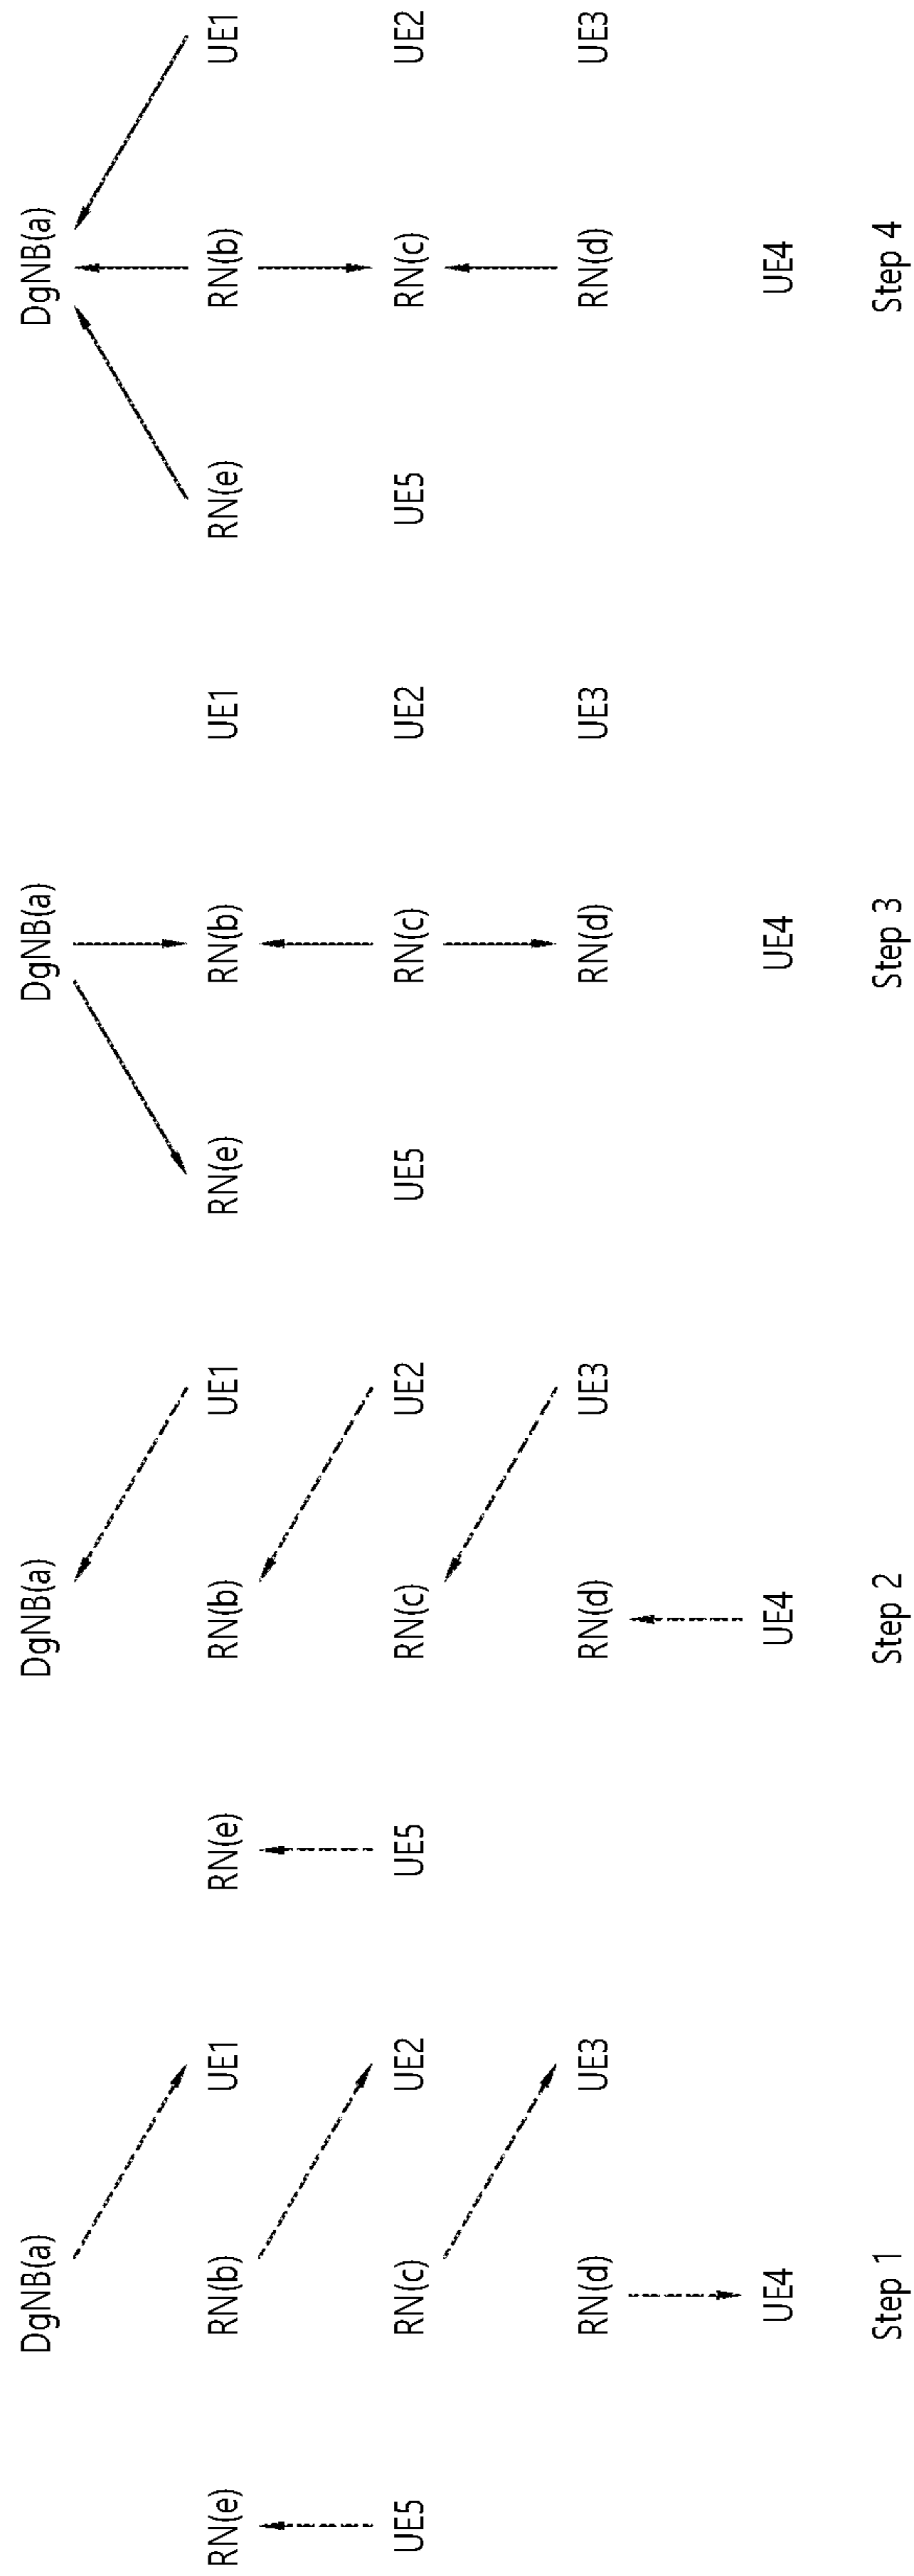 DgNB(a)
RN(e) RN(b) UE1
UE5 RN(c) UE2
RN(d) UE3
UE4
Step 1
DgNB(a)
RN(e) RN(b) UE1
UE5 RN(c) UE2
RN(d) UE3
UE4
Step 2
DgNB(a)
RN(e) RN(b) UE1
UE5 RN(c) UE2
RN(d) UE3
UE4
Step 3
DgNB(a)
RN(e) RN(b) UE1
UE5 RN(c) UE2
RN(d) UE3
UE4
Step 4